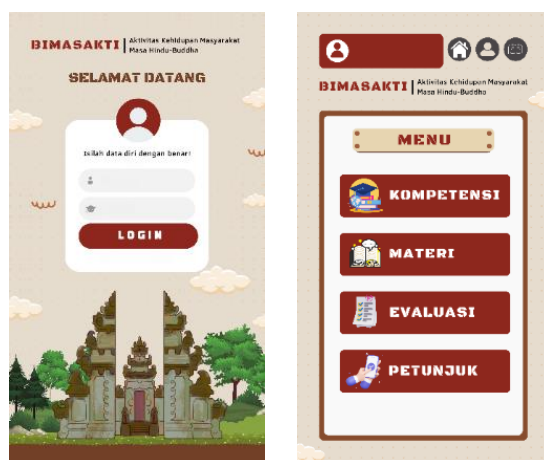 BIMASAKTI
Aktivitas Kehidupan Masyarakat
Masa Hindu-Buddha
SELAMAT DATANG
Isilah data diri dengan benar!
LOGIN
BIMASAKTI
Aktivitas Kehidupan Masyarakat
Masa Hindu-Buddha
MENU
KOMPETENSI
MATERI
EVALUASI
PETUNJUK